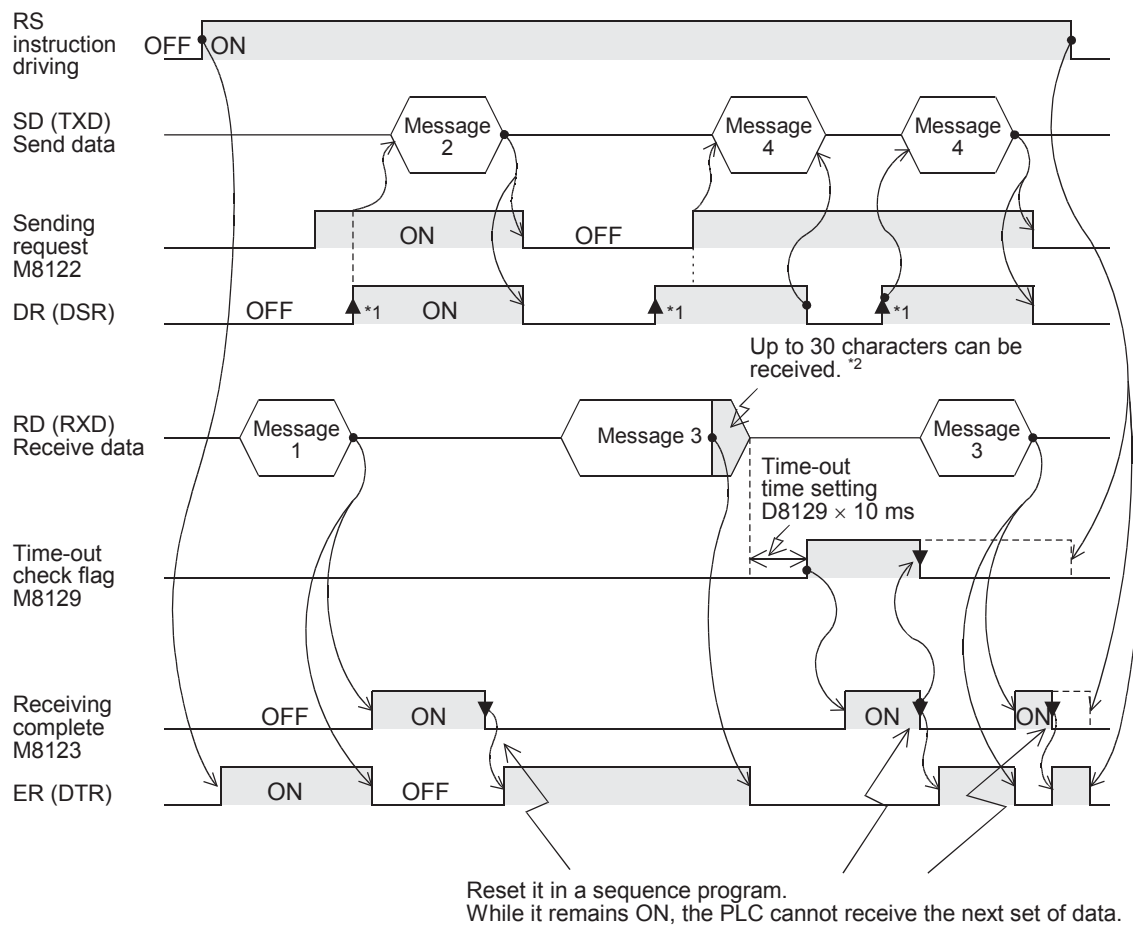 RS
instruction
driving
OFF
ON
SD (TXD)
Send data
Message
2
Message
4
Message
4
Sending
request
M8122
ON
OFF
DR (DSR)
OFF
*1
ON
*1
*1
Up to 30 characters can be
received. *2
RD (RXD)
Receive data
Message
1
Message 3
Message
3
Time-out
time setting
D8129 × 10 ms
Time-out
check flag
M8129
Receiving
complete
M8123
OFF
ON
ON
ON
ER (DTR)
ON
OFF
Reset it in a sequence program.
While it remains ON, the PLC cannot receive the next set of data.